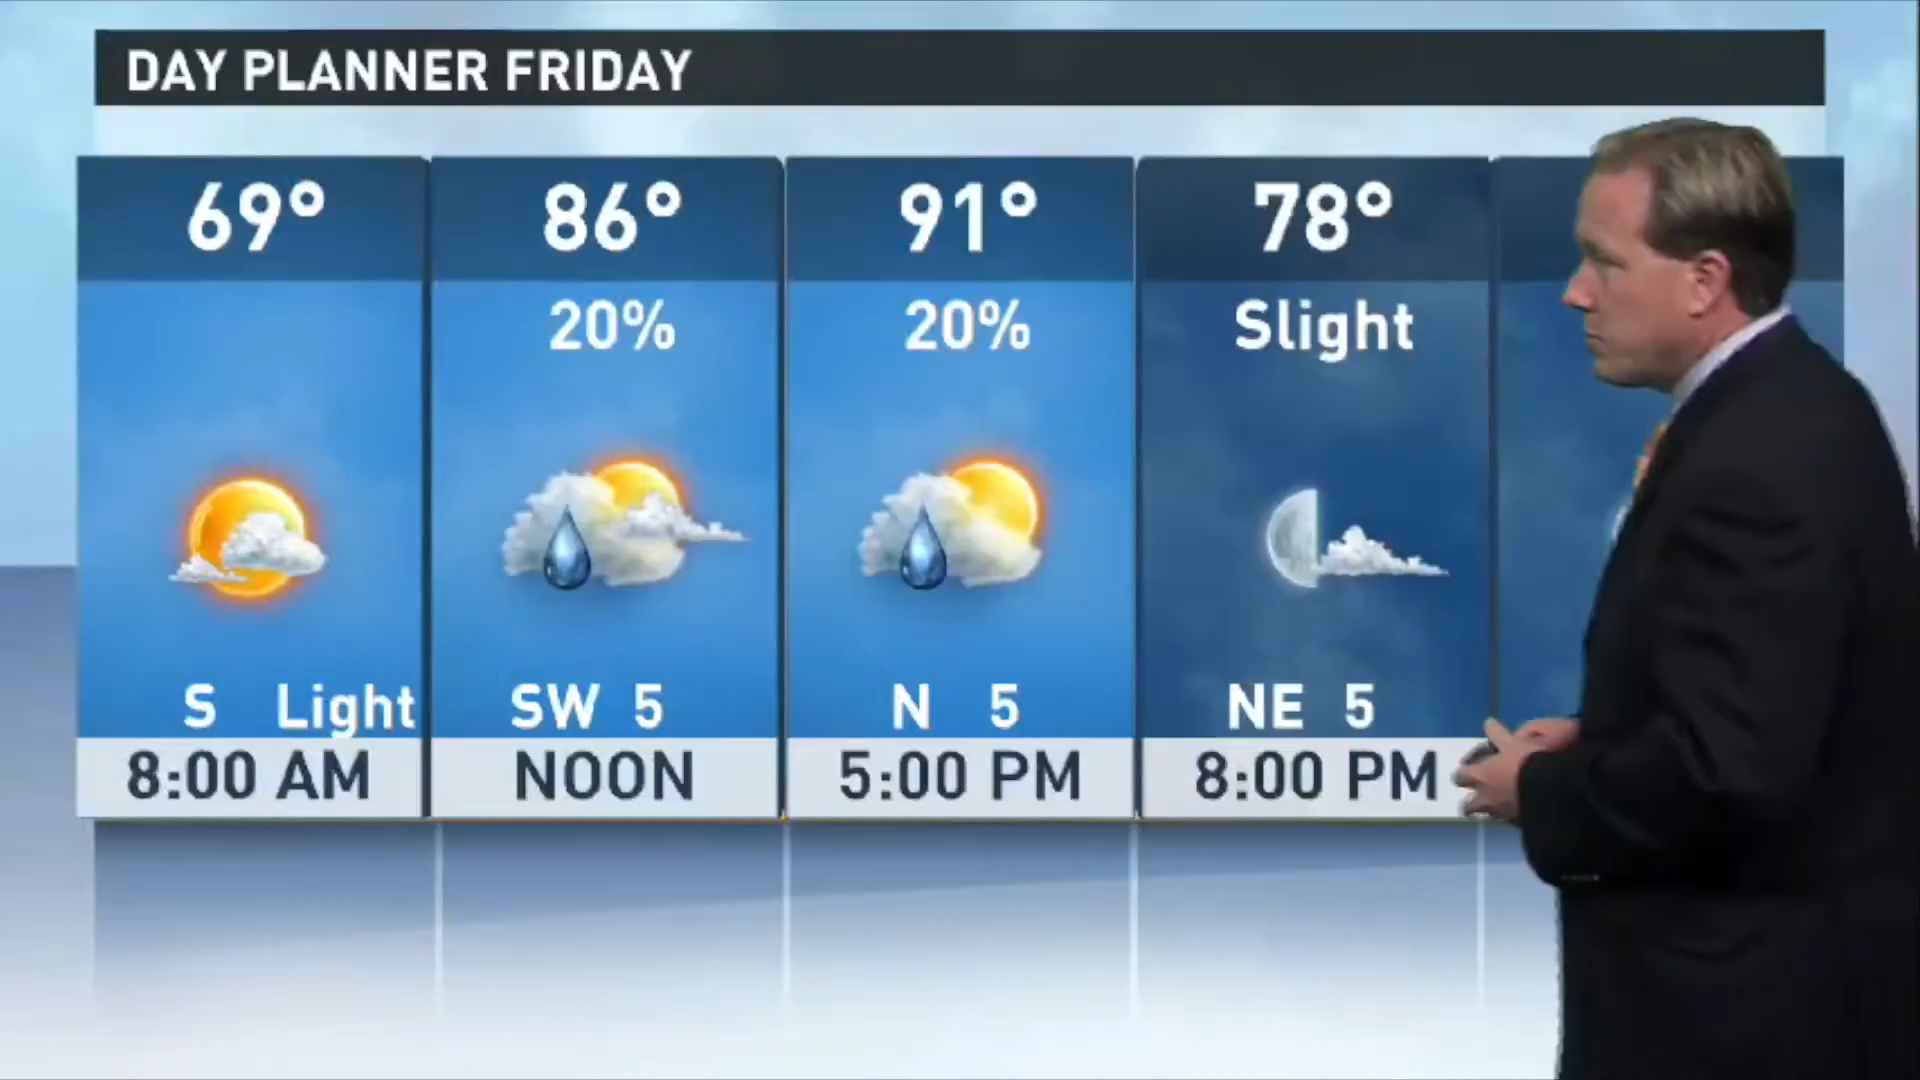 DAY PLANNER FRIDAY
69° 86° 91° 78°
20% 20% Slight
S Light SW 5 N 5 NE 5
8:00 AM NOON 5:00 PM 8:00 PM